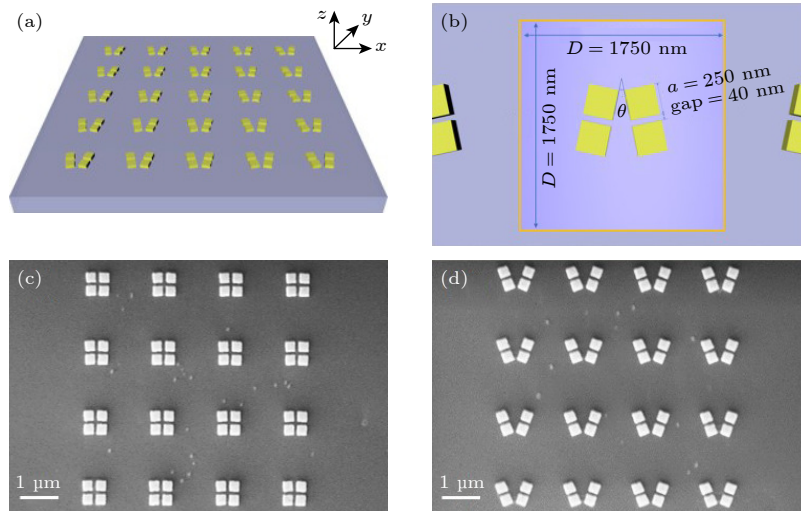 (a)
z
y
x
(b)
D = 1750 nm
D = 1750 nm
a = 250 nm
gap = 40 nm
θ
(c)
1 μm
(d)
1 μm